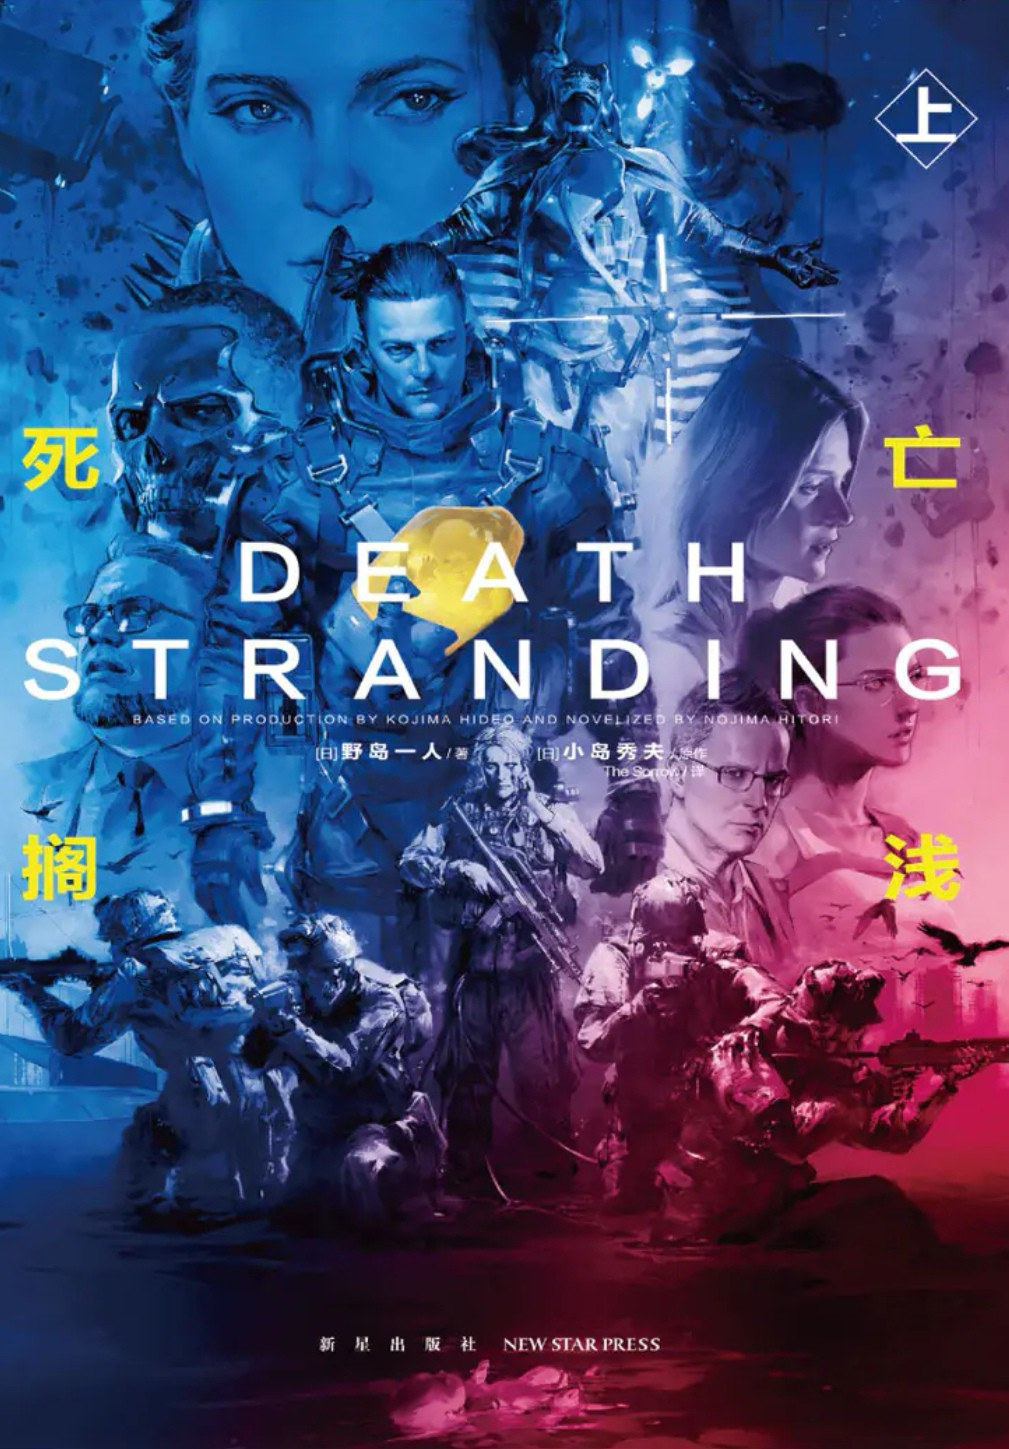 上
死 亡
DEATH
STRANDING
BASED ON PRODUCTION BY KOJIMA HIDEO AND NOVELIZED BY NOJIMA HITORI
[日]野岛一人/著 [日]小岛秀夫/原作
The Sorrow/译
搁 浅
新星出版社 NEW STAR PRESS